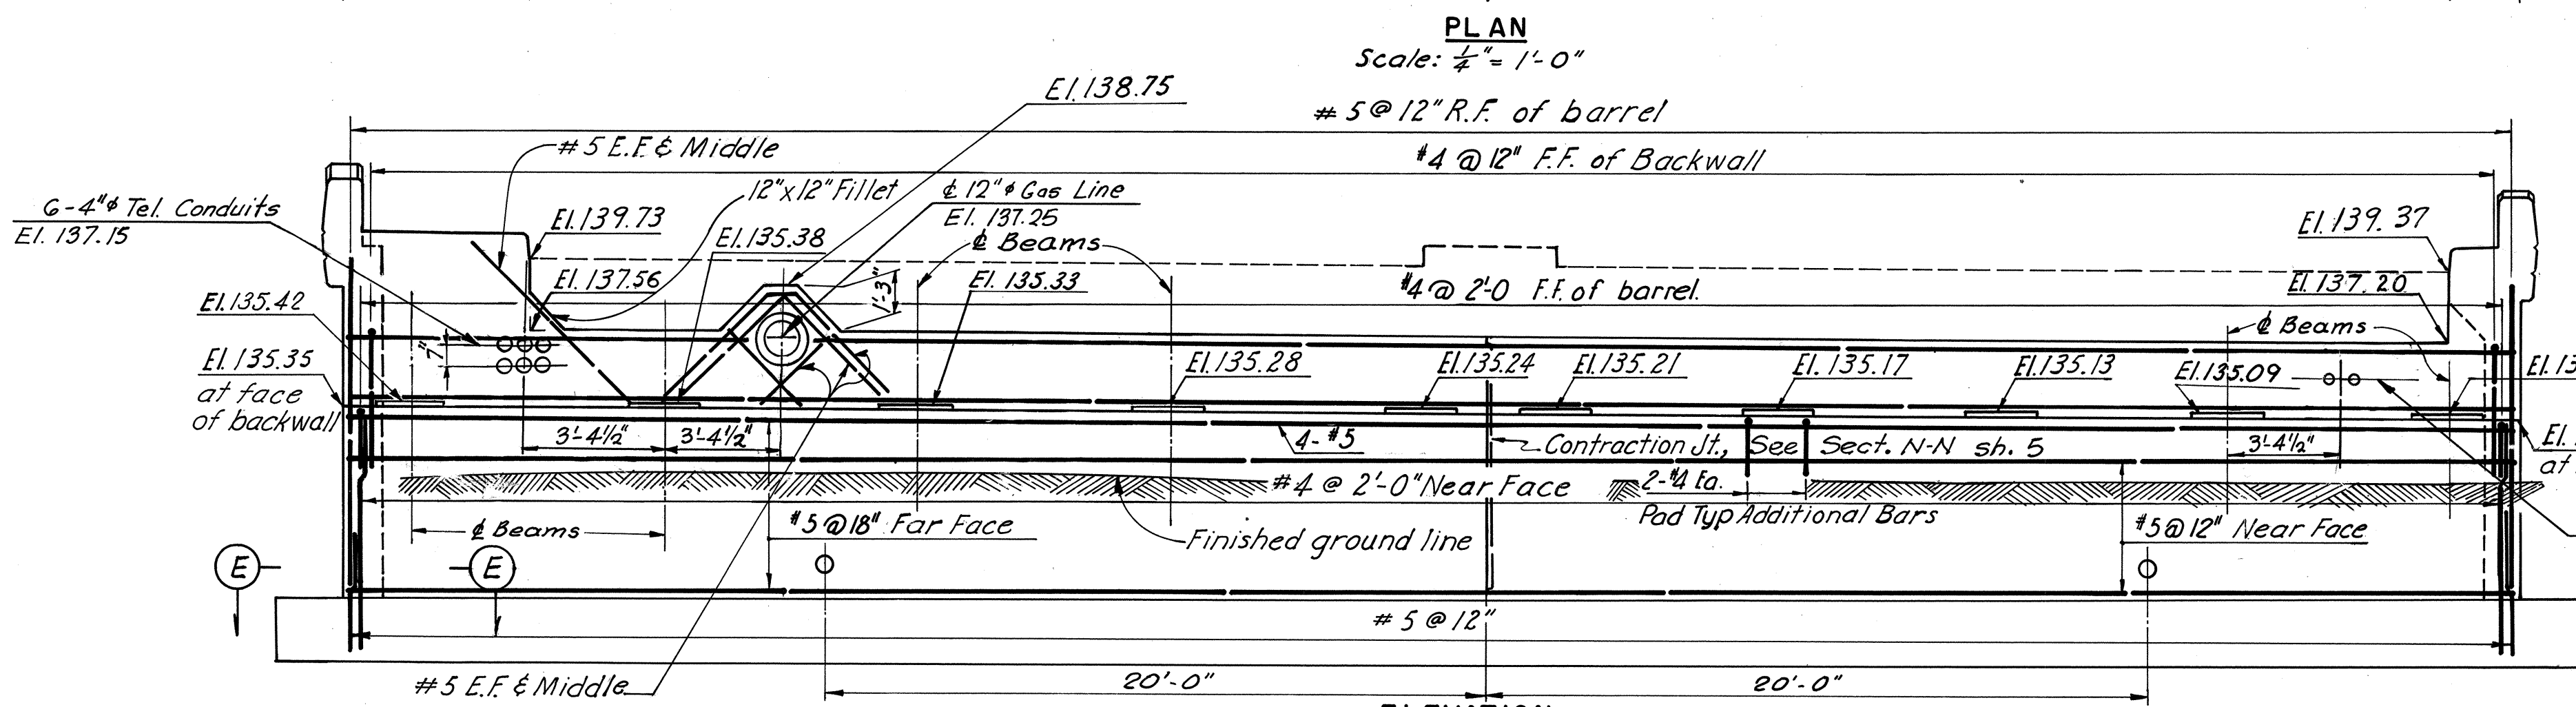 PLAN
Scale: 1/4" = 1'-0"
El. 138.75
# 5 @ 12" R.F. of barrel
# 5 E.F. & Middle
#4 @ 12" F.F. of Backwall
6-4"φ Tel. Conduits
El. 137.15
12"x12" Fillet
℄ 12"φ Gas Line
El. 137.25
El. 139.73
El. 135.38
℄ Beams
El. 139.37
El. 137.56
1'-3"
El. 135.33
#4 @ 2'-0 F.F. of barrel.
El. 137.20
El. 135.42
℄ Beams
El. 135.35
at face
of backwall
7"
El. 135.28
El. 135.24
El. 135.21
El. 135.17
El. 135.13
El. 135.09
3'-4½"
3'-4½"
4-#5
Contraction Jt., See Sect. N-N sh. 5
3'-4½"
El.
at
#4 @ 2'-0" Near Face
2-#4 Ea.
Pad Typ Additional Bars
℄ Beams
#5 @ 18" Far Face
Finished ground line
#5 @ 12" Near Face
E
E
# 5 @ 12"
#5 E.F. & Middle
20'-0"
20'-0"